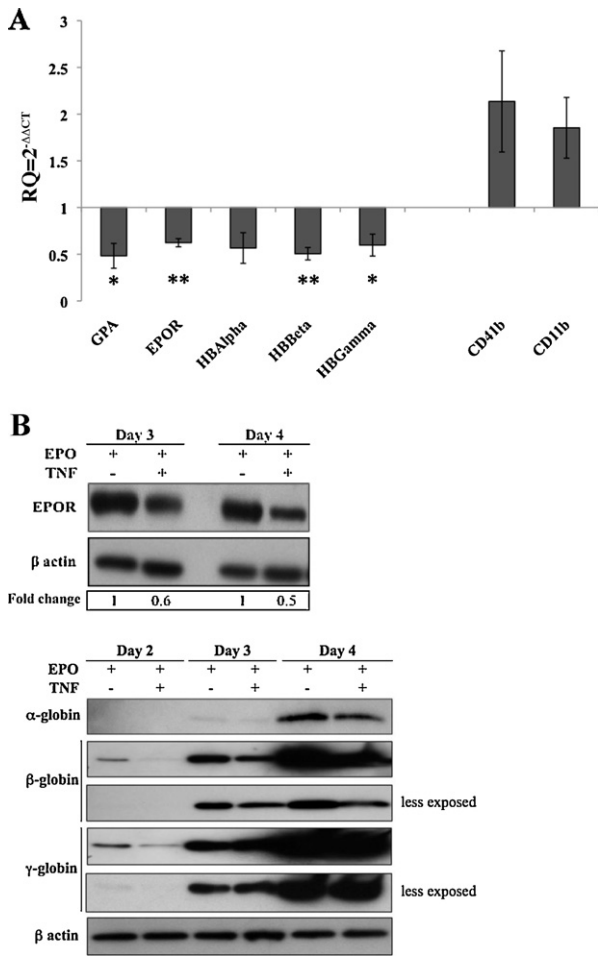 A
3
2.5
2
1.5
1
0.5
0
RQ=2-ΔΔCT
* ** ** *
GPA EPOR HBAlpha HBBeta HBGamma CD41b CD11b
B
Day 3 Day 4
EPO + + + +
TNF - + - +
EPOR
β actin
Fold change 1 0.6 1 0.5
Day 2 Day 3 Day 4
EPO + + + + + +
TNF - + - + - +
α-globin
β-globin
less exposed
γ-globin
less exposed
β actin